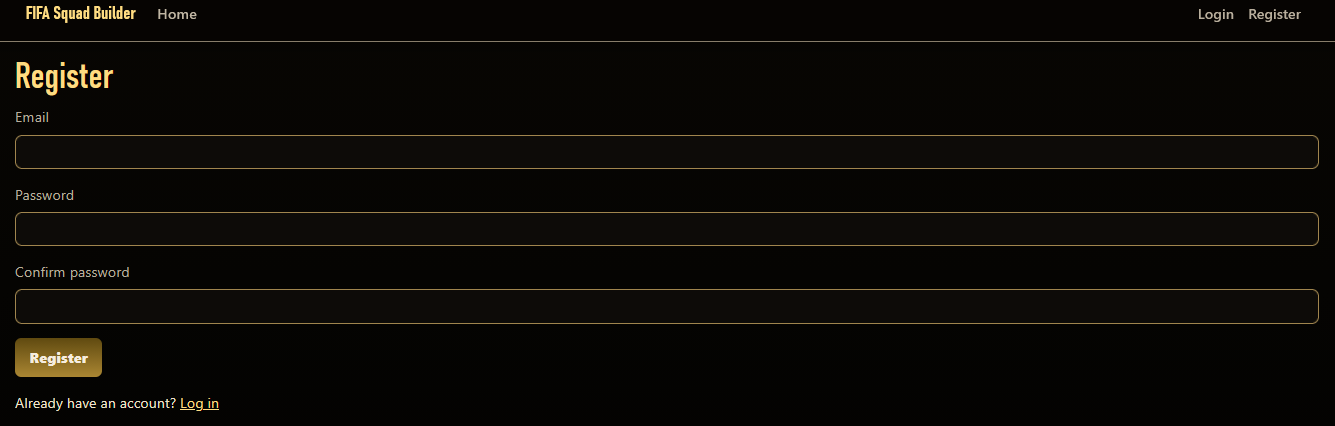 FIFA Squad Builder Home Login Register
Register
Email
Password
Confirm password
Register
Already have an account? Log in